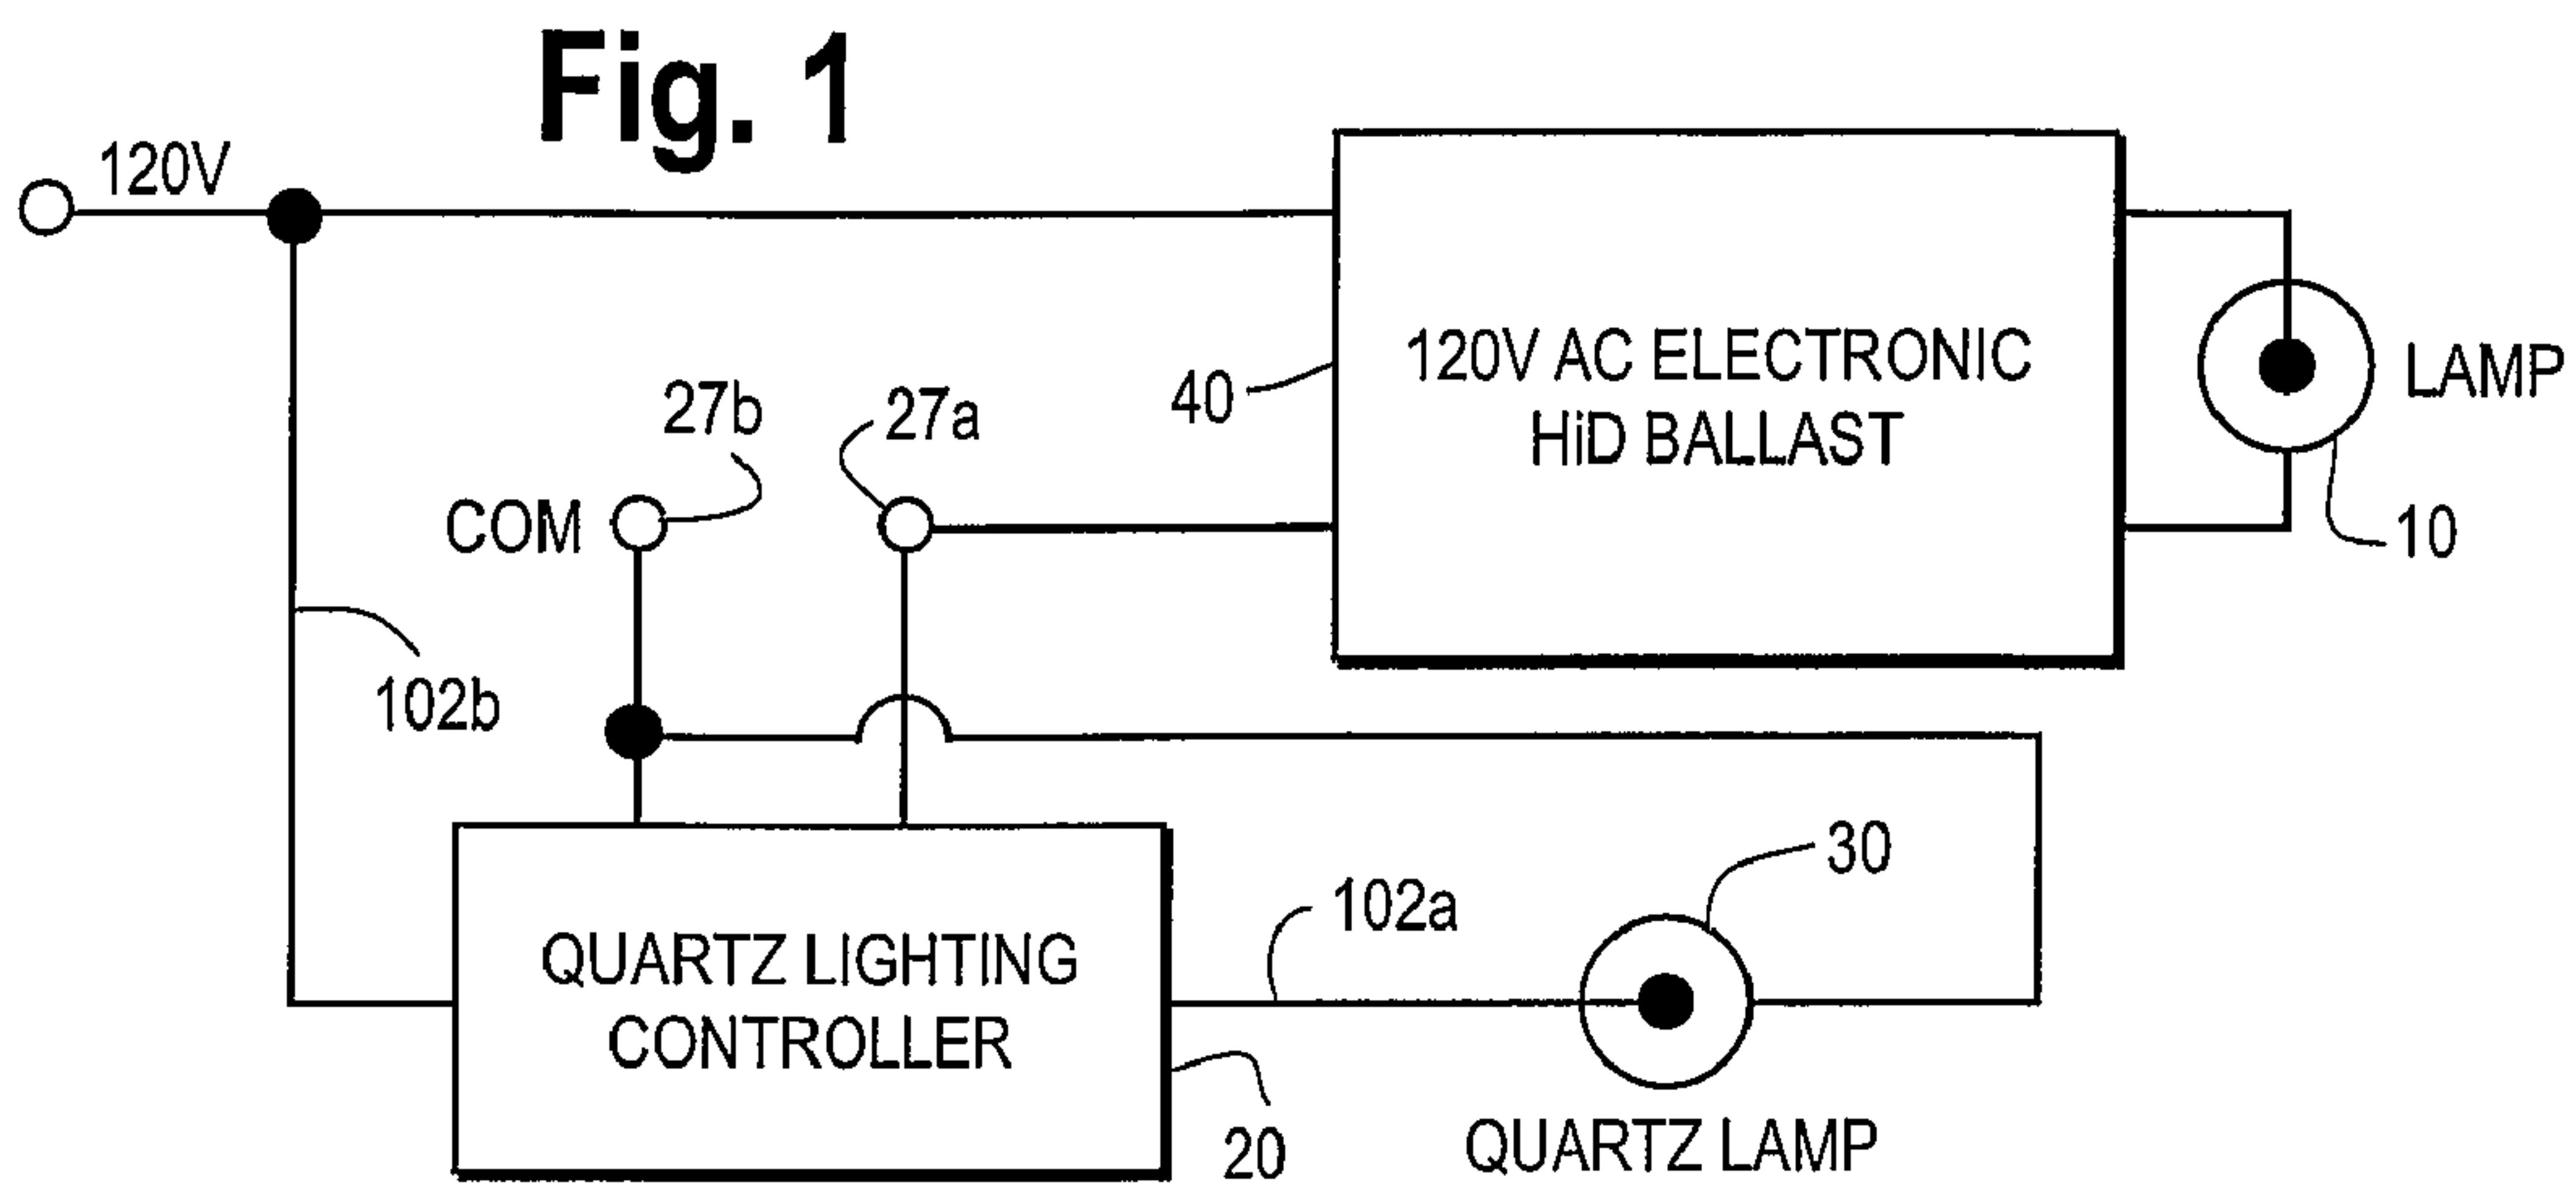 Fig. 1
120V
120V AC ELECTRONIC
HiD BALLAST
40
LAMP
10
27b
27a
COM
102b
30
102a
QUARTZ LIGHTING
CONTROLLER
20
QUARTZ LAMP